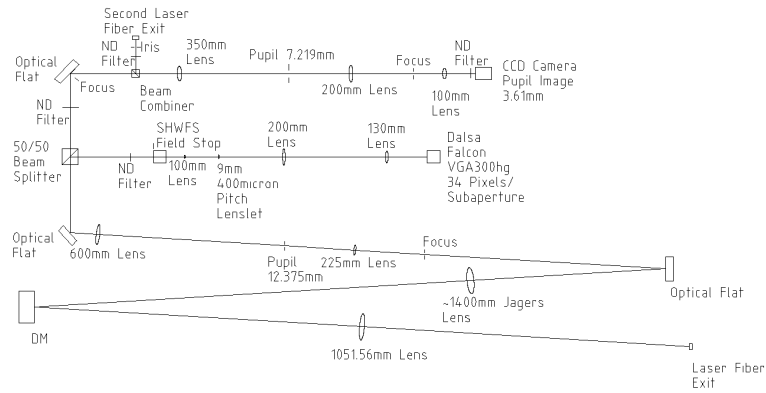 Second Laser
Fiber Exit
ND
Filter
Iris
350mm
Lens
Pupil 7.219mm
Focus
ND
Filter
Optical
Flat
Focus
Beam
Combiner
200mm Lens
100mm
Lens
CCD Camera
Pupil Image
3.61mm
ND
Filter
50/50
Beam
Splitter
SHWFS
Field Stop
ND
Filter
100mm
Lens
9mm
400micron
Pitch
Lenslet
200mm
Lens
130mm
Lens
Dalsa
Falcon
VGA300hg
34 Pixels/
Subaperture
Optical
Flat
600mm Lens
Pupil
12.375mm
225mm Lens
Focus
Optical Flat
~1400mm Jagers
Lens
DM
1051.56mm Lens
Laser Fiber
Exit